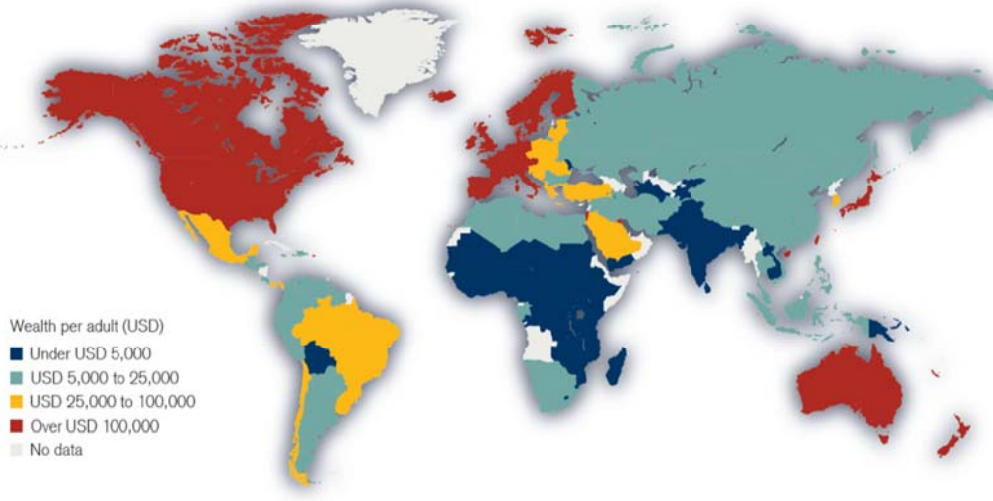 Wealth per adult (USD)
Under USD 5,000
USD 5,000 to 25,000
USD 25,000 to 100,000
Over USD 100,000
No data